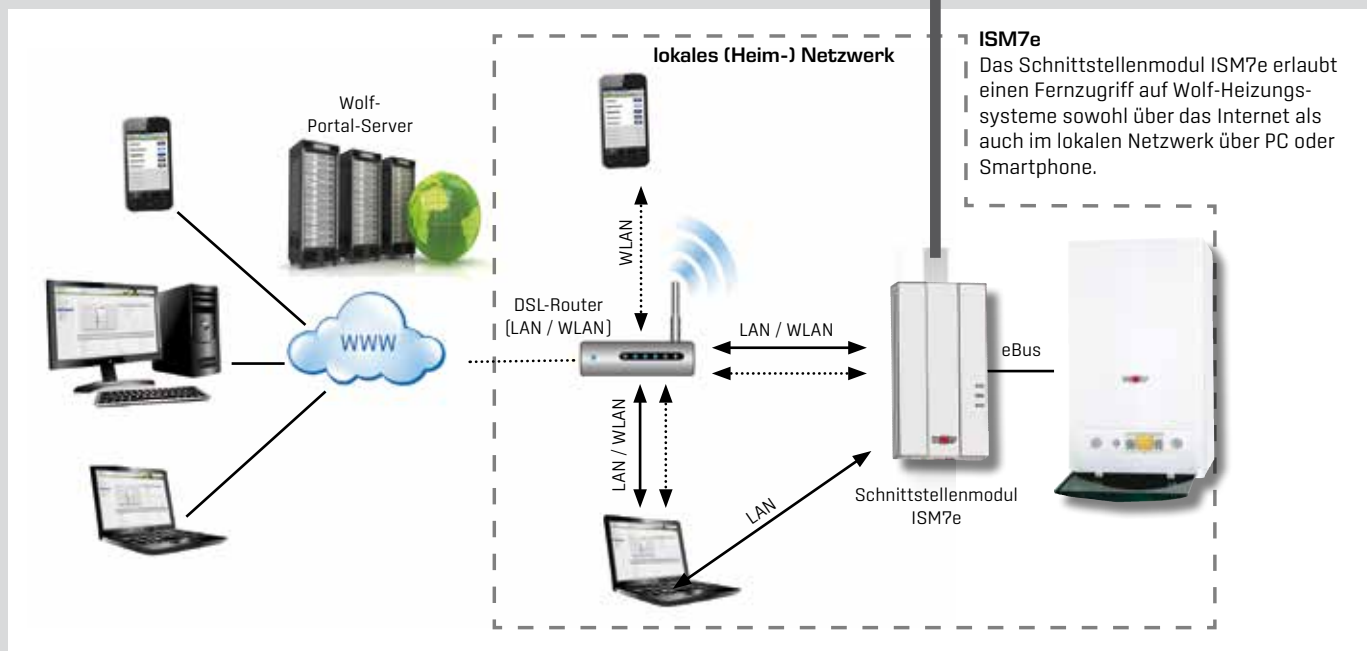 lokales (Heim-) Netzwerk
ISM7e
Das Schnittstellenmodul ISM7e erlaubt
einen Fernzugriff auf Wolf-Heizungs-
systeme sowohl über das Internet als
auch im lokalen Netzwerk über PC oder
Smartphone.
Wolf-
Portal-Server
WLAN
DSL-Router
(LAN / WLAN)
WWW
LAN / WLAN
eBus
LAN / WLAN
LAN
Schnittstellenmodul
ISM7e